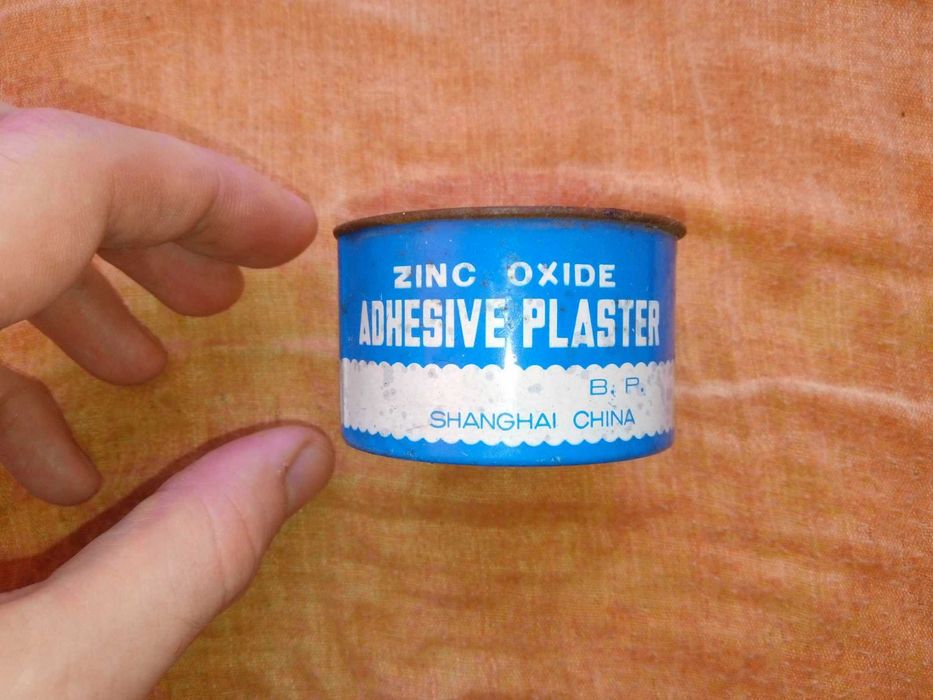 ZINC OXIDE
ADHESIVE PLASTER
B. P.
SHANGHAI CHINA